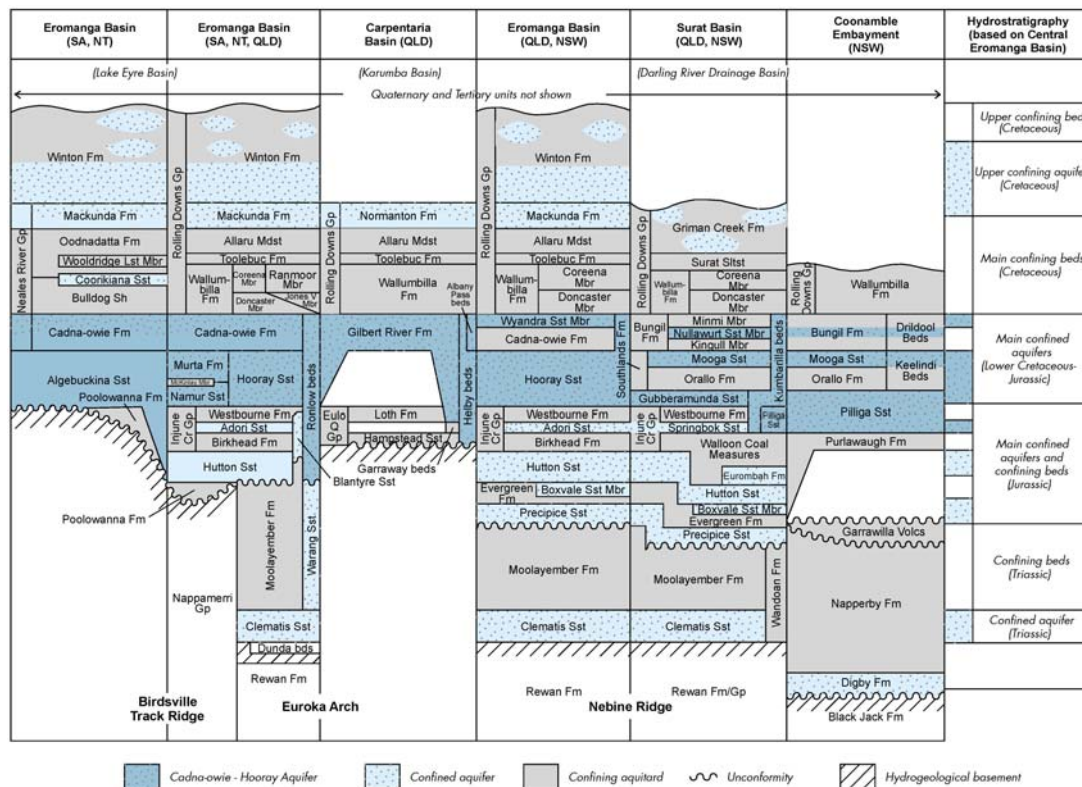 Eromanga Basin
(SA, NT)
Eromanga Basin
(SA, NT, QLD)
Carpentaria
Basin (QLD)
Eromanga Basin
(QLD, NSW)
Surat Basin
(QLD, NSW)
Coonamble
Embayment
(NSW)
Hydrostratigraphy
(based on Central
Eromanga Basin)
(Lake Eyre Basin)
(Karumba Basin)
(Darling River Drainage Basin)
Quaternary and Tertiary units not shown
Winton Fm
Mackunda Fm
Neales River Gp
Oodnadatta Fm
Wooldridge Lst Mbr
Coorikiana Sst
Bulldog Sh
Cadna-owie Fm
Algebuckina Sst
Poolowanna Fm
Poolowanna Fm
Rolling Downs Gp
Winton Fm
Mackunda Fm
Allaru Mdst
Toolebuc Fm
Wallum-
billa
Fm
Coreena
Mbr
Doncaster
Mbr
Ranmoor
Mbr
Jones V
Mbr
Cadna-owie Fm
Murta Fm
McKinlay Mbr
Namur Sst
Hooray Sst
Ronlow beds
Injune
Cr Gp
Westbourne Fm
Adori Sst
Birkhead Fm
Hutton Sst
Blantyre Sst
Moolayember Fm
Warang Sst
Nappamerri
Gp
Clematis Sst
Dunda bds
Rewan Fm
Rolling Downs Gp
Normanton Fm
Allaru Mdst
Toolebuc Fm
Wallumbilla
Fm
Albany
Pass
beds
Gilbert River Fm
Helby beds
Eulo
Q
GP
Loth Fm
Hampstead Sst
Garraway beds
Rolling Downs Gp
Winton Fm
Mackunda Fm
Allaru Mdst
Toolebuc Fm
Wallum-
billa
Fm
Coreena
Mbr
Doncaster
Mbr
Wyandra Sst Mbr
Cadna-owie Fm
Southlands Fm
Hooray Sst
Injune
Cr Gp
Westbourne Fm
Adori Sst
Birkhead Fm
Hutton Sst
Evergreen
Fm
Boxvale Sst Mbr
Precipice Sst
Moolayember Fm
Clematis Sst
Rewan Fm
Rolling Downs Gp
Griman Creek Fm
Surat Sltst
Wallum-
billa
Fm
Coreena
Mbr
Doncaster
Mbr
Bungil
Fm
Minmi Mbr
Nullawurt Sst Mbr
Kingull Mbr
Kumbarilla beds
Mooga Sst
Orallo Fm
Gubberamunda Sst
Injune
Cr Gp
Westbourne Fm
Springbok Sst
Pilliga
Sst
Walloon Coal
Measures
Eurombah Fm
Hutton Sst
Boxvale Sst Mbr
Evergreen Fm
Precipice Sst
Moolayember Fm
Wandoan Fm
Clematis Sst
Rewan Fm/Gp
Rolling
Downs Gp
Wallumbilla
Fm
Bungil Fm
Drildool
Beds
Mooga Sst
Keelindi
Beds
Orallo Fm
Pilliga Sst
Purlawaugh Fm
Garrawilla Volcs
Napperby Fm
Digby Fm
Black Jack Fm
Upper confining beds
(Cretaceous)
Upper confining aquifer
(Cretaceous)
Main confining beds
(Cretaceous)
Main confined
aquifers
(Lower Cretaceous-
Jurassic)
Main confined
aquifers and
confining beds
(Jurassic)
Confining beds
(Triassic)
Confined aquifer
(Triassic)
Birdsville
Track Ridge
Euroka Arch
Nebine Ridge
Cadna-owie - Hooray Aquifer
Confined aquifer
Confining aquitard
Unconformity
Hydrogeological basement